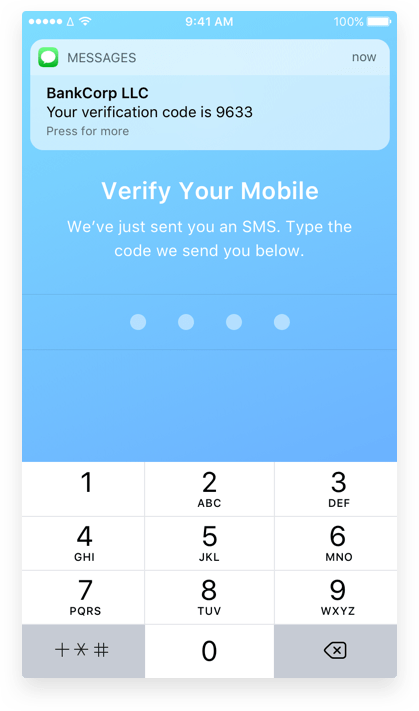 9:41 AM 100%
MESSAGES now
BankCorp LLC
Your verification code is 9633
Press for more
Verify Your Mobile
We’ve just sent you an SMS. Type the
code we send you below.
1 2 3
ABC DEF
4 5 6
GHI JKL MNO
7 8 9
PQRS TUV WXYZ
+*# 0